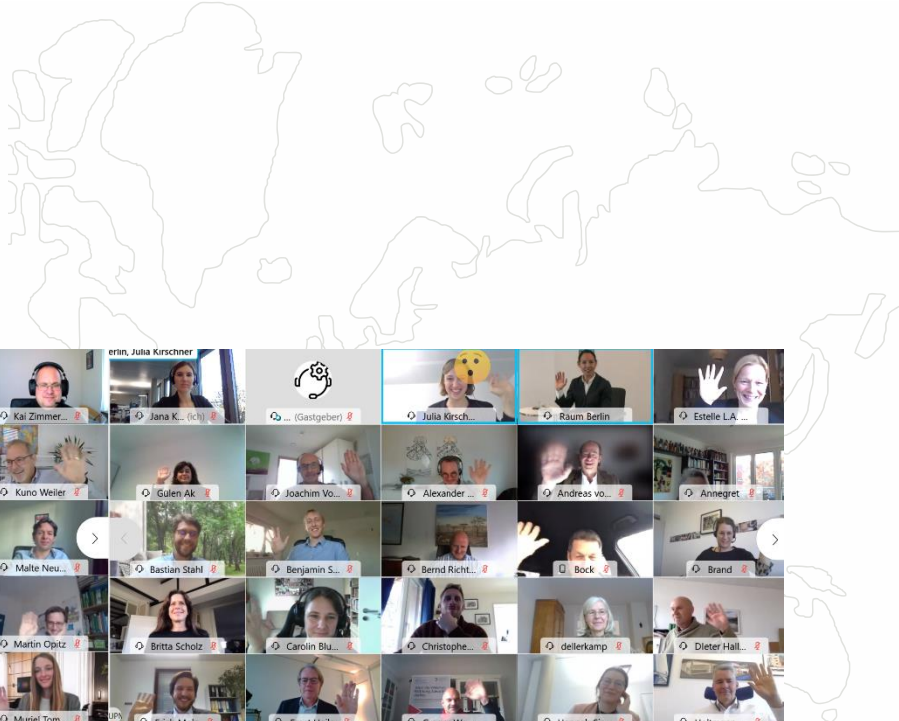 erlin, Julia Kirschner
Kai Zimmer...
Jana K... (ich)
... (Gastgeber)
Julia Kirsch...
Raum Berlin
Estelle L.A. ...
Kuno Weiler
Gülen Ak
Joachim Vo...
Alexander ...
Andreas vo...
Annegret
Malte Neu...
Bastian Stahl
Benjamin S...
Bernd Richt...
Bock
Brand
Martin Opitz
Britta Scholz
Carolin Blu...
Christophe...
dellerkamp
Dieter Hall...
Muriel Tom